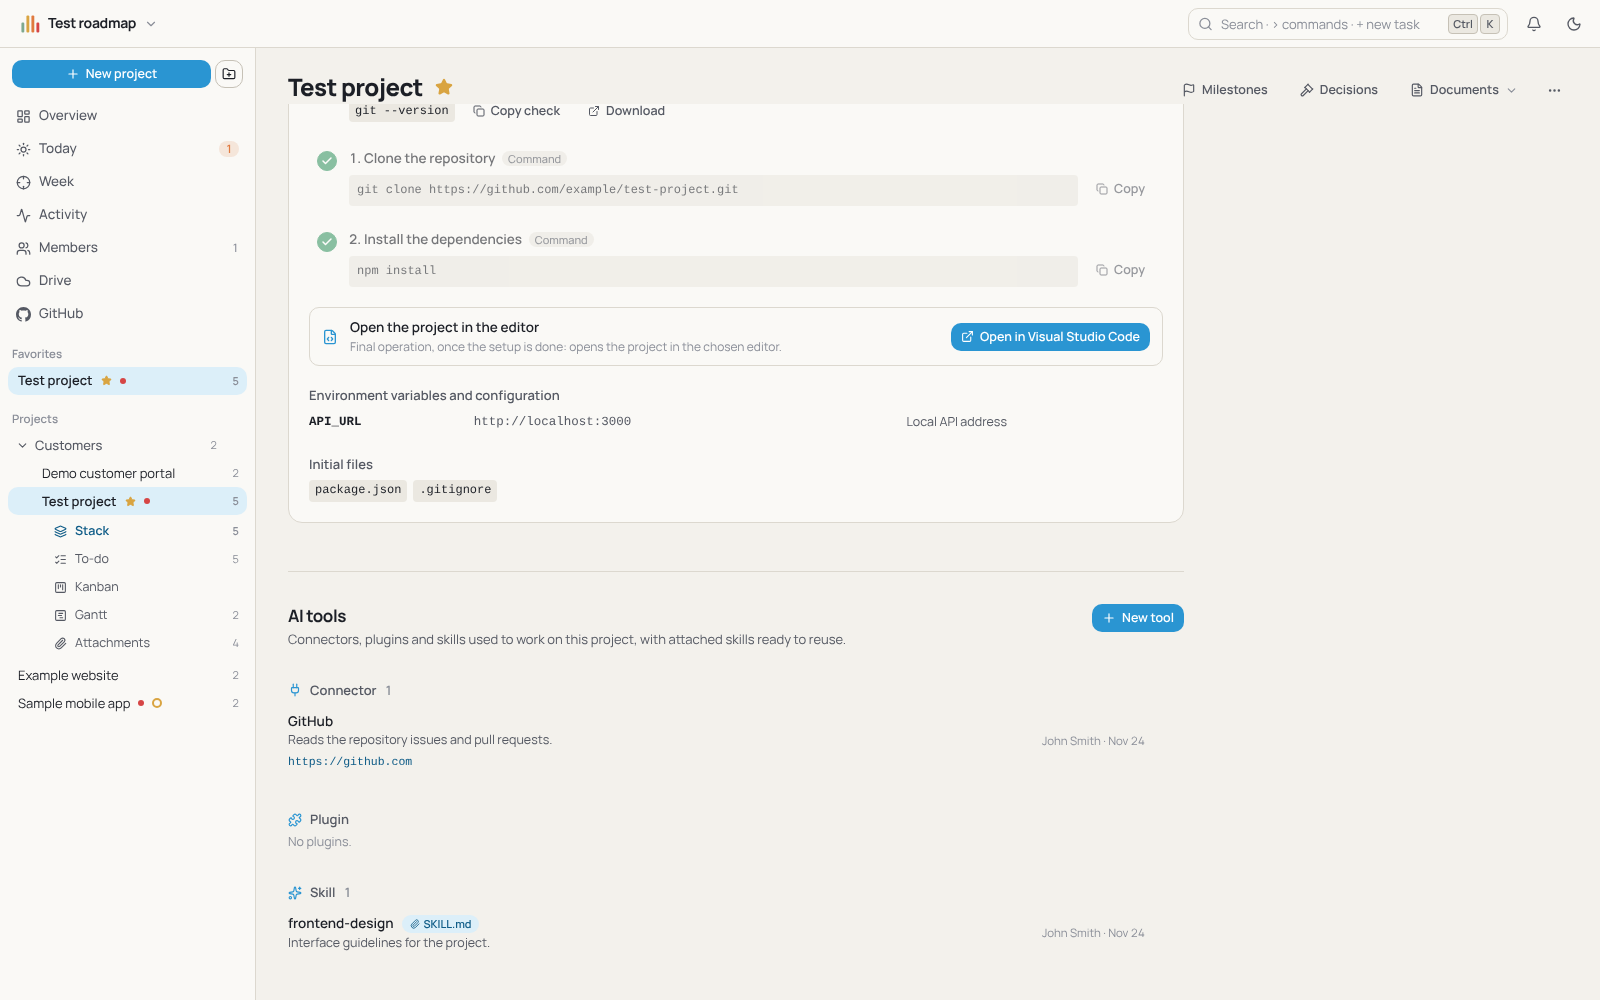 Test roadmap
Search · > commands · + new task
Ctrl K
New project
Overview
Today 1
Week
Activity
Members 1
Drive
GitHub
Favorites
Test project 5
Projects
Customers 2
Demo customer portal 2
Test project 5
Stack 5
To-do 5
Kanban
Gantt 2
Attachments 4
Example website 2
Sample mobile app 2
Test project
Milestones
Decisions
Documents
git --version
Copy check
Download
1. Clone the repository Command
git clone https://github.com/example/test-project.git
Copy
2. Install the dependencies Command
npm install
Copy
Open the project in the editor
Final operation, once the setup is done: opens the project in the chosen editor.
Open in Visual Studio Code
Environment variables and configuration
API_URL http://localhost:3000 Local API address
Initial files
package.json .gitignore
AI tools
Connectors, plugins and skills used to work on this project, with attached skills ready to reuse.
New tool
Connector 1
GitHub
Reads the repository issues and pull requests.
https://github.com
John Smith · Nov 24
Plugin
No plugins.
Skill 1
frontend-design SKILL.md
Interface guidelines for the project.
John Smith · Nov 24